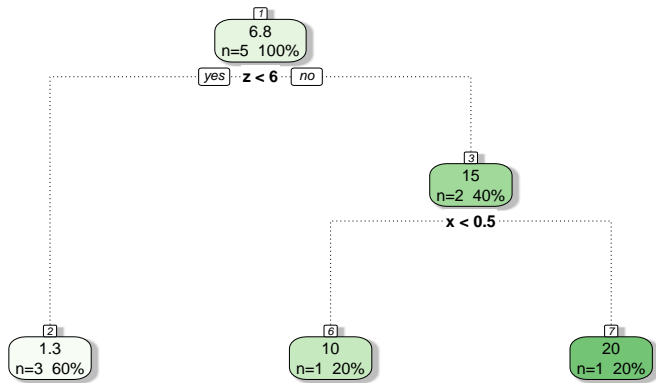 1
6.8
n=5 100%
yes z < 6 no
3
15
n=2 40%
x < 0.5
2
1.3
n=3 60%
6
10
n=1 20%
7
20
n=1 20%